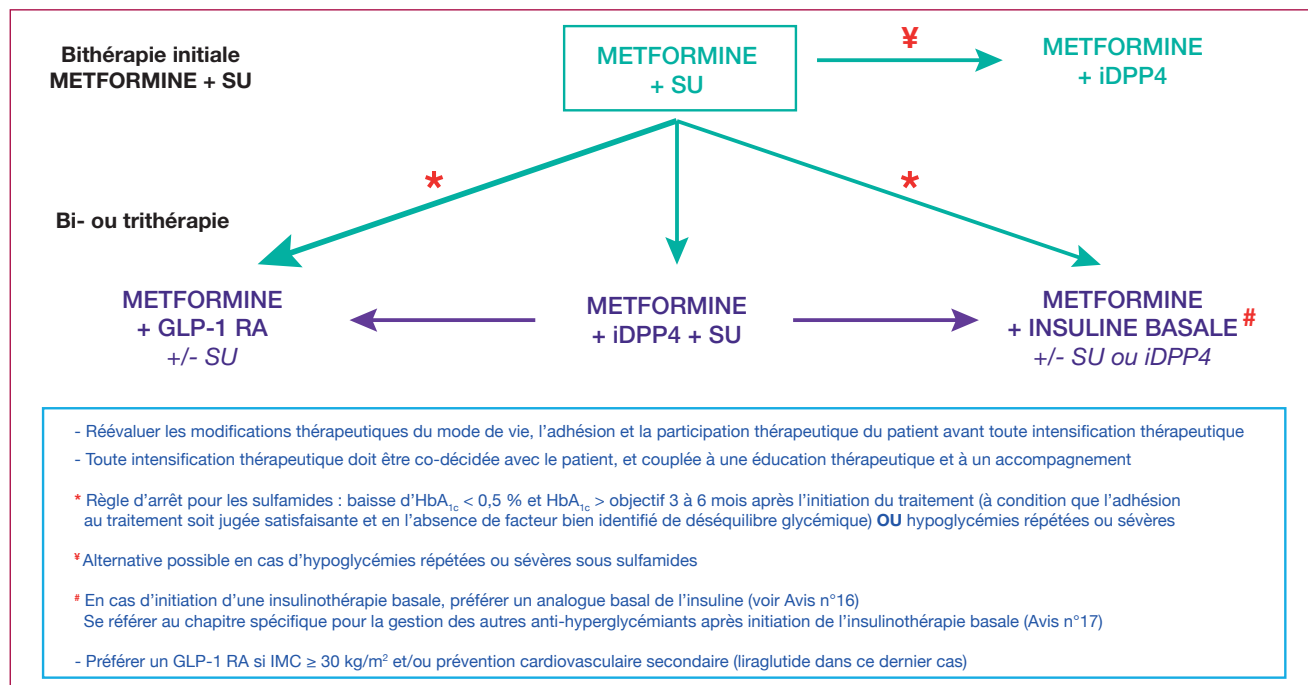 Bithérapie initiale
METFORMINE + SU
METFORMINE
+ SU
¥
METFORMINE
+ iDPP4
*
*
Bi- ou trithérapie
METFORMINE
+ GLP-1 RA
+/- SU
METFORMINE
+ iDPP4 + SU
METFORMINE
+ INSULINE BASALE #
+/- SU ou iDPP4
- Réévaluer les modifications thérapeutiques du mode de vie, l’adhésion et la participation thérapeutique du patient avant toute intensification thérapeutique
- Toute intensification thérapeutique doit être co-décidée avec le patient, et couplée à une éducation thérapeutique et à un accompagnement
* Règle d’arrêt pour les sulfamides : baisse d’HbA1c < 0,5 % et HbA1c > objectif 3 à 6 mois après l’initiation du traitement (à condition que l’adhésion
au traitement soit jugée satisfaisante et en l’absence de facteur bien identifié de déséquilibre glycémique) OU hypoglycémies répétées ou sévères
¥ Alternative possible en cas d’hypoglycémies répétées ou sévères sous sulfamides
# En cas d’initiation d’une insulinothérapie basale, préférer un analogue basal de l’insuline (voir Avis n°16)
Se référer au chapitre spécifique pour la gestion des autres anti-hyperglycémiants après initiation de l’insulinothérapie basale (Avis n°17)
- Préférer un GLP-1 RA si IMC ≥ 30 kg/m² et/ou prévention cardiovasculaire secondaire (liraglutide dans ce dernier cas)